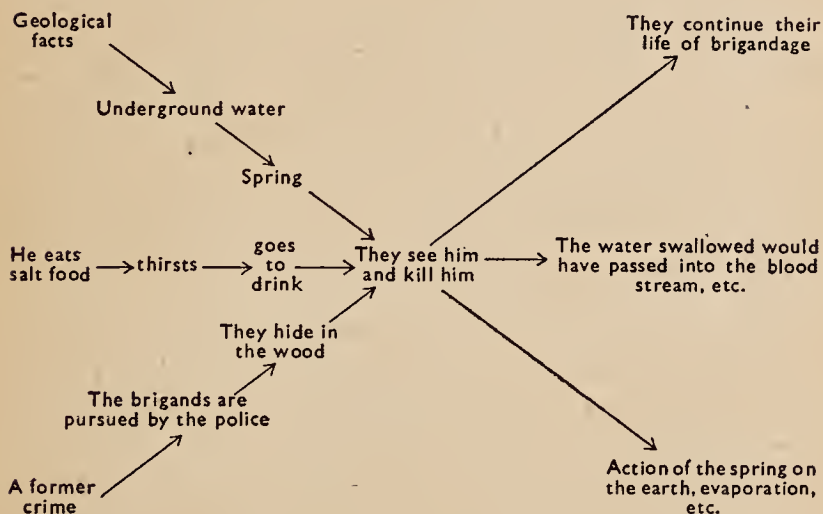 Geological
facts
They continue their
life of brigandage
Underground water
Spring
He eats
salt food
thirsts
goes
to
drink
They see him
and kill him
The water swallowed would
have passed into the blood
stream, etc.
They hide in
the wood
The brigands are
pursued by the police
A former
crime
Action of the spring on
the earth, evaporation,
etc.